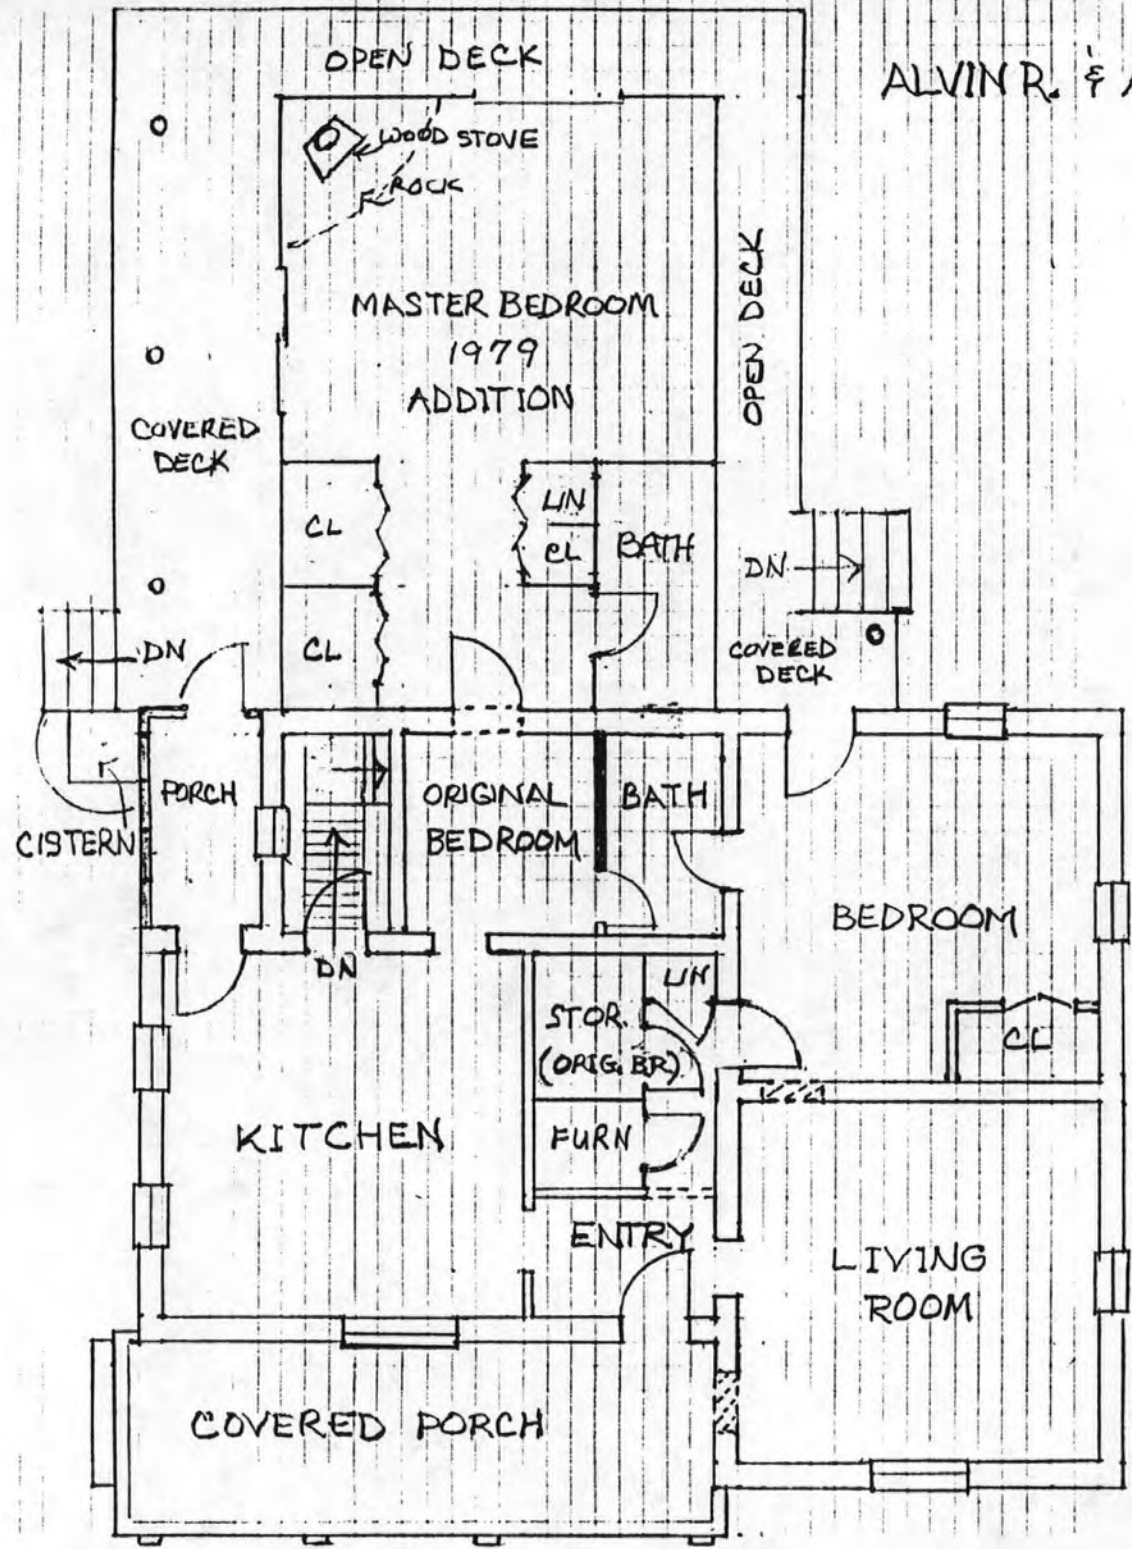 OPEN DECK
ALVIN R. &
WOOD STOVE
ROCK
MASTER BEDROOM
1979
ADDITION
OPEN DECK
COVERED
DECK
CL
LIN
CL
BATH
DN
CL
DN
COVERED
DECK
PORCH
CISTERN
ORIGINAL
BEDROOM
BATH
BEDROOM
DN
LIN
STOR.
(ORIG. BR)
CL
KITCHEN
FURN
ENTRY
LIVING
ROOM
COVERED PORCH